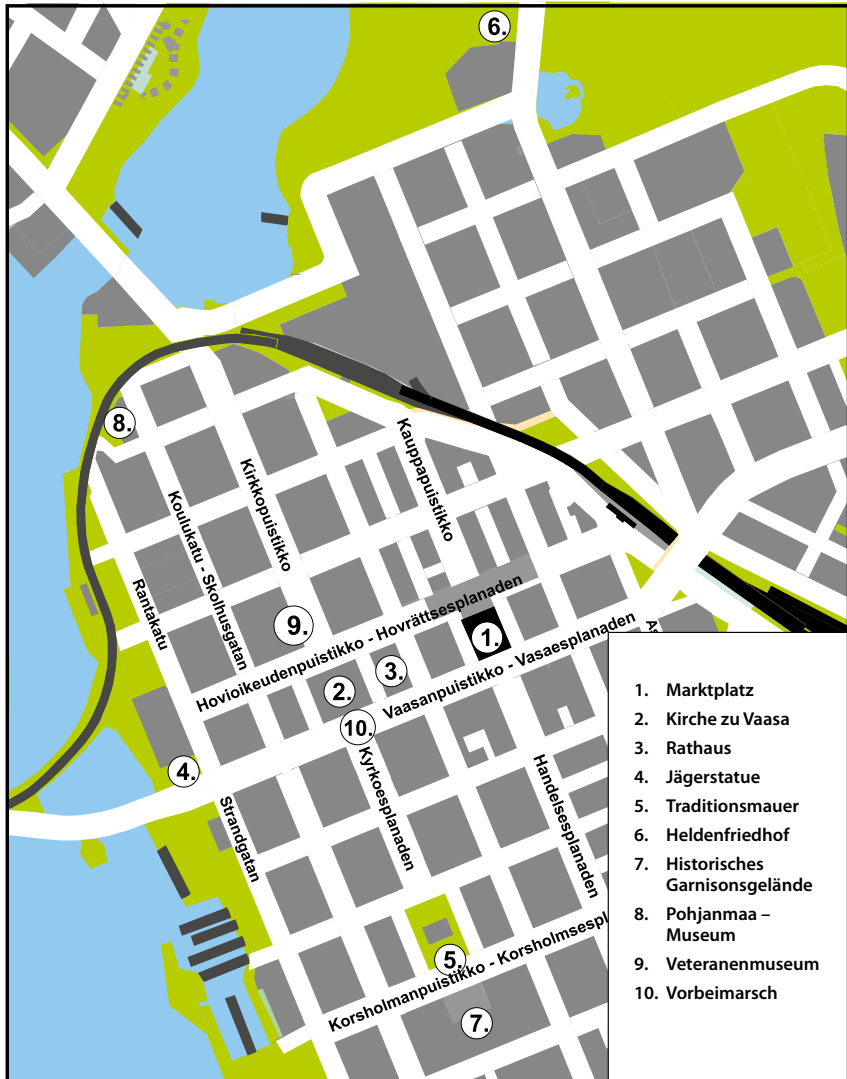 6.
8.
Kauppapuistikko
Kirkkopuistikko
Koulukatu - Skolhusgatan
Rantakatu
9.
Hovioikeudenpuistikko - Hovrättsesplanaden
1.
3.
2.
Vaasanpuistikko - Vasaesplanaden
As
10.
4.
Kyrkoesplanaden
Handelsesplanaden
Strandgatan
5.
Korsholmanpuistikko - Korsholmsespl
7.
1. Marktplatz
2. Kirche zu Vaasa
3. Rathaus
4. Jägerstatue
5. Traditionsmauer
6. Heldenfriedhof
7. Historisches
Garnisonsgelände
8. Pohjanmaa –
Museum
9. Veteranenmuseum
10. Vorbeimarsch